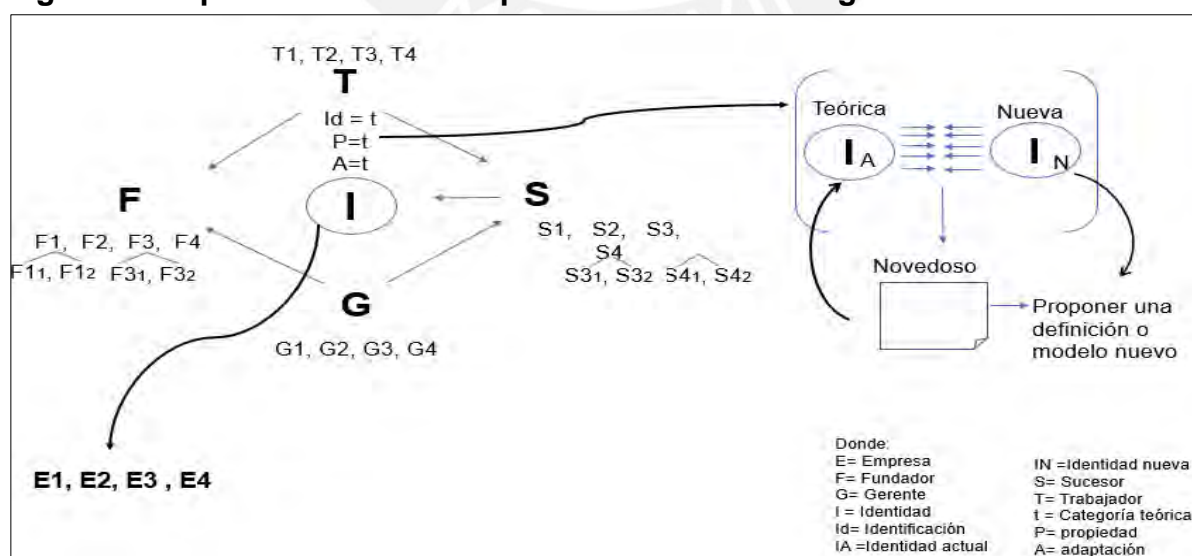 T1, T2, T3, T4
T
Id = t
P=t
A=t
I
F
F1, F2, F3, F4
F11, F12 F31, F32
S
S1, S2, S3,
S4
S31, S32 S41, S42
G
G1, G2, G3, G4
E1, E2, E3 , E4
Teórica
IA
Nueva
IN
Novedoso
Proponer una
definición o
modelo nuevo
Donde:
E= Empresa
F= Fundador
G= Gerente
I = Identidad
Id= Identificación
IA =Identidad actual
IN =Identidad nueva
S= Sucesor
T= Trabajador
t = Categoría teórica
P= propiedad
A= adaptación